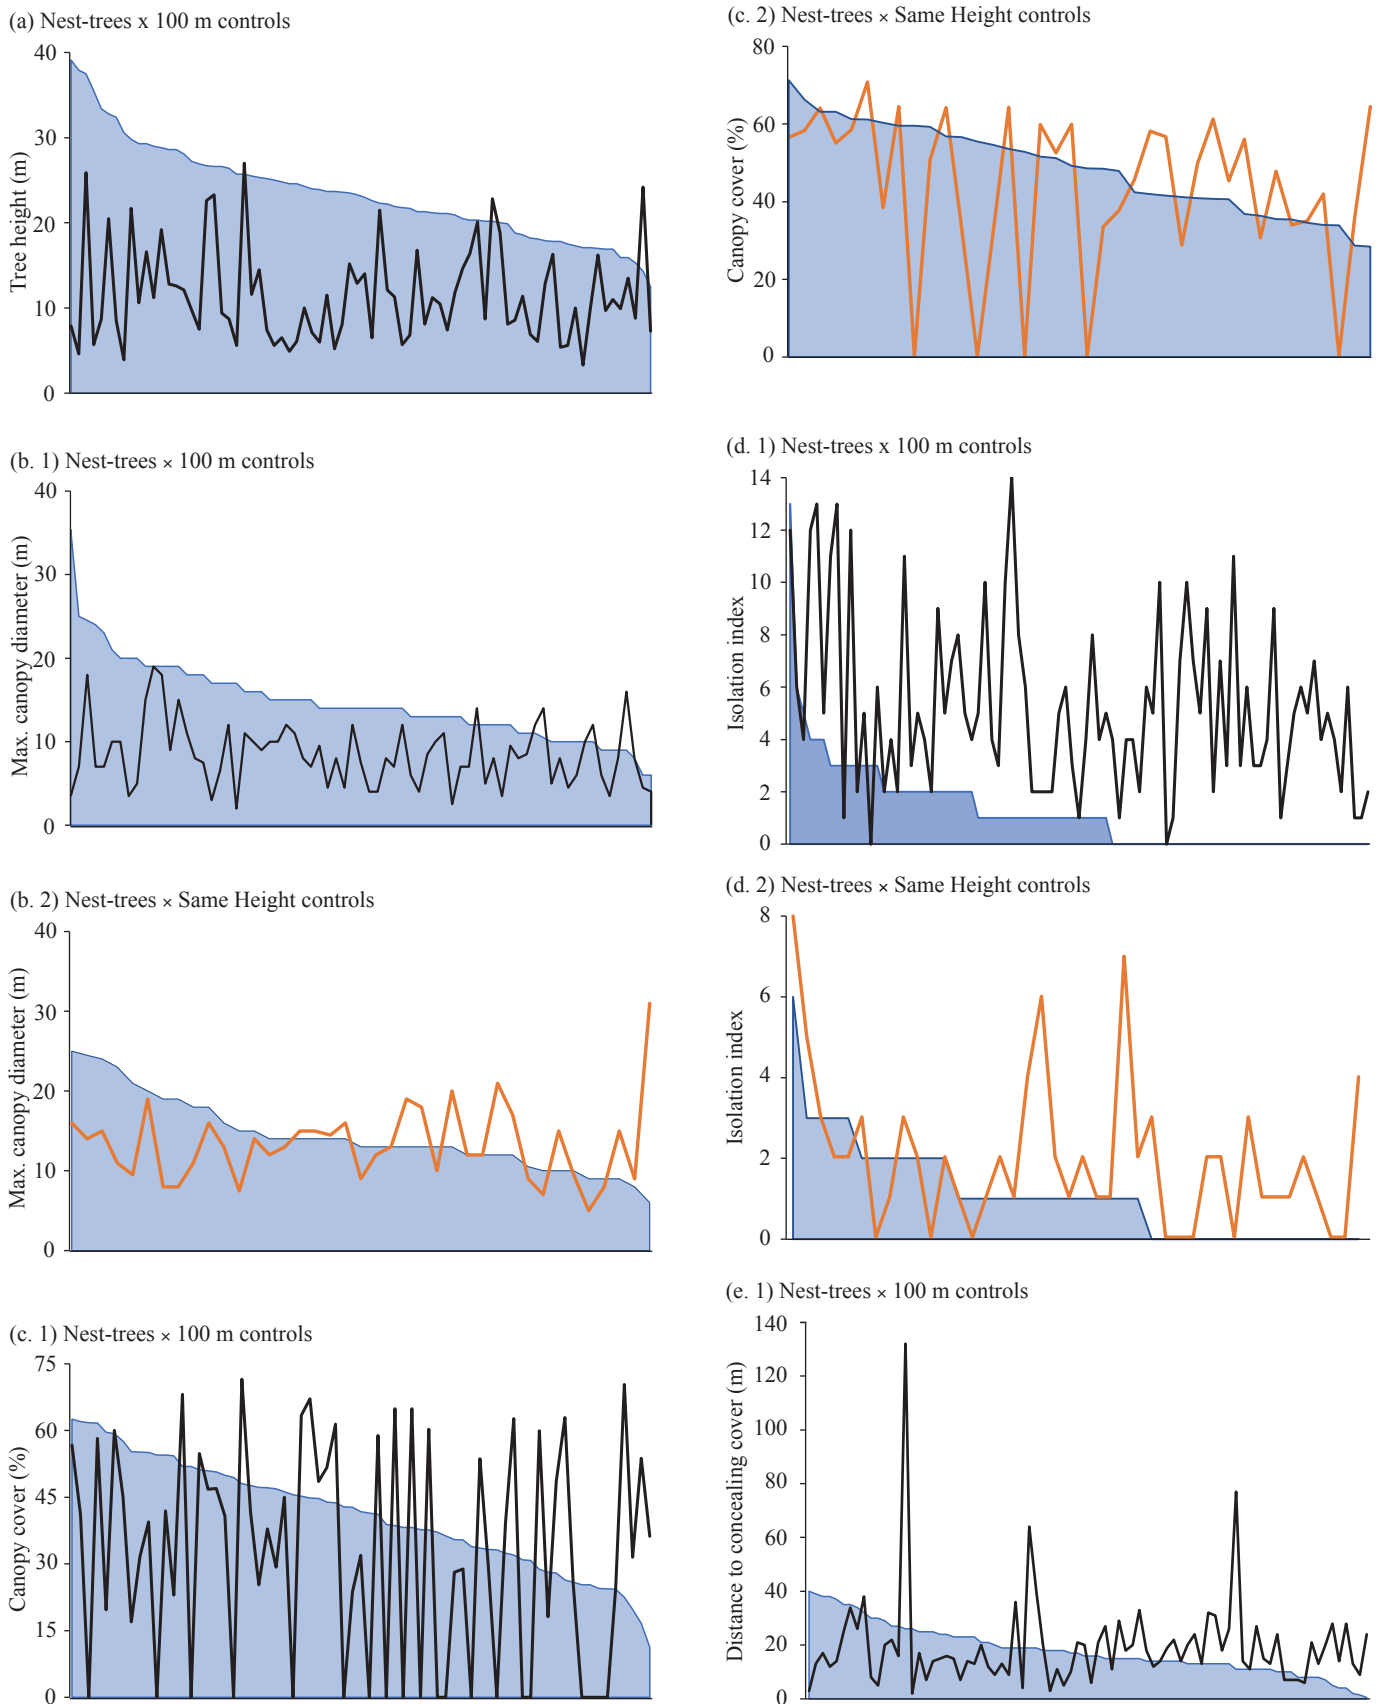 (a) Nest-trees x 100 m controls
Tree height (m)
40
30
20
10
0
(b. 1) Nest-trees × 100 m controls
Max. canopy diameter (m)
40
30
20
10
0
(b. 2) Nest-trees × Same Height controls
Max. canopy diameter (m)
40
30
20
10
0
(c. 1) Nest-trees × 100 m controls
Canopy cover (%)
75
60
45
30
15
0
(c. 2) Nest-trees × Same Height controls
Canopy cover (%)
80
60
40
20
0
(d. 1) Nest-trees x 100 m controls
Isolation index
14
12
10
8
6
4
2
0
(d. 2) Nest-trees × Same Height controls
Isolation index
8
6
4
2
0
(e. 1) Nest-trees × 100 m controls
Distance to concealing cover (m)
140
120
100
80
60
40
20
0